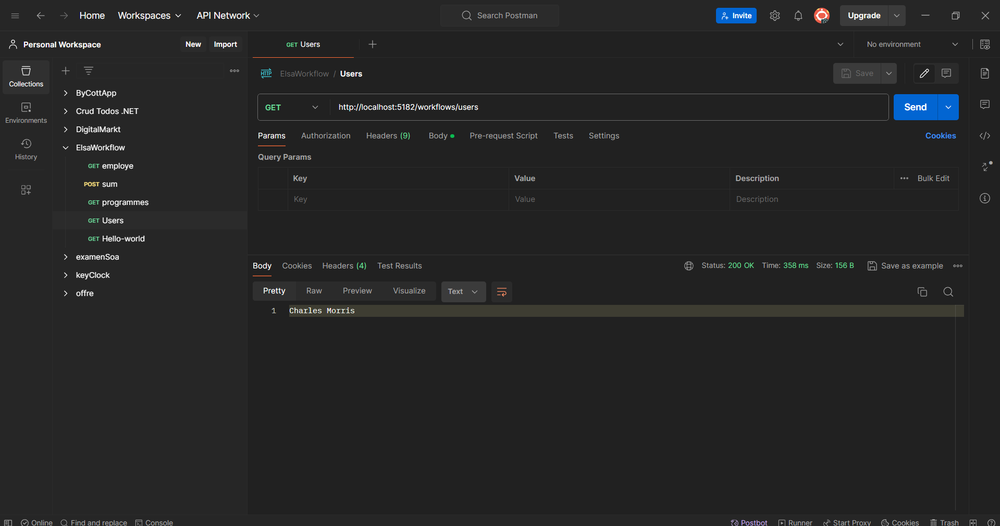 Home Workspaces API Network Search Postman Invite Upgrade
Personal Workspace New Import GET Users No environment
Collections
Environments
History
ByCottApp
Crud Todos .NET
DigitalMarkt
ElsaWorkflow
GET employe
POST sum
GET programmes
GET Users
GET Hello-world
examenSoa
keyClock
offre
HTTP ElsaWorkflow / Users Save
GET http://localhost:5182/workflows/users Send
Params Authorization Headers (9) Body Pre-request Script Tests Settings Cookies
Query Params
Key Value Description Bulk Edit
Key Value Description
Body Cookies Headers (4) Test Results Status: 200 OK Time: 358 ms Size: 156 B Save as example
Pretty Raw Preview Visualize Text
1 Charles Morris
Online Find and replace Console Postbot Runner Start Proxy Cookies Trash